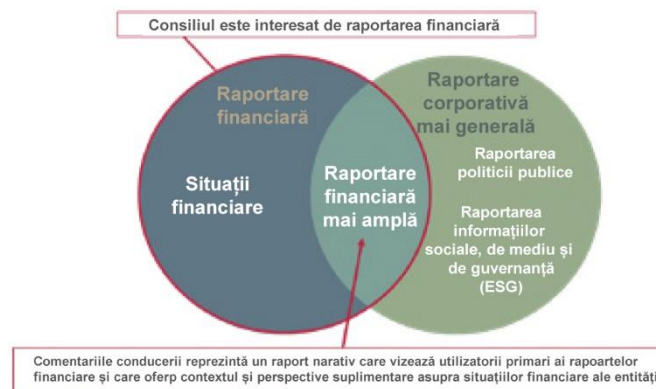 Consiliul este interesat de raportarea financiară
Raportare
financiară
Situații
financiare
Raportare
financiară
mai amplă
Raportare
corporativă
mai generală
Raportarea
politicii publice
Raportarea
informațiilor
sociale, de mediu și
de guvernanță
(ESG)
Comentariile conducerii reprezintă un raport narativ care vizează utilizatorii primari ai rapoartelor
financiare și care oferp contextul și perspective suplimentare asupra situațiilor financiare ale entităț